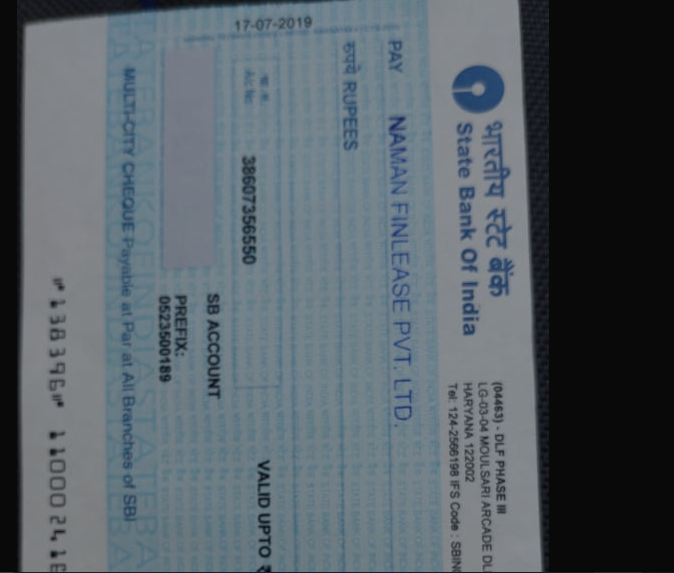 भारतीय स्टेट बैंक
State Bank Of India
(04463) - DLF PHASE III
LG-03-04 MOULSARI ARCADE DL
HARYANA 122002
Tel: 124-2566198 IFS Code : SBIN
PAY NAMAN FINLEASE PVT. LTD.
रुपये RUPEES
17-07-2019
A/c No.
38607356550
VALID UPTO ₹
SB ACCOUNT
PREFIX:
0523500189
MULTI-CITY CHEQUE Payable at Par at All Branches of SBI
⑈138396⑈ 11000241